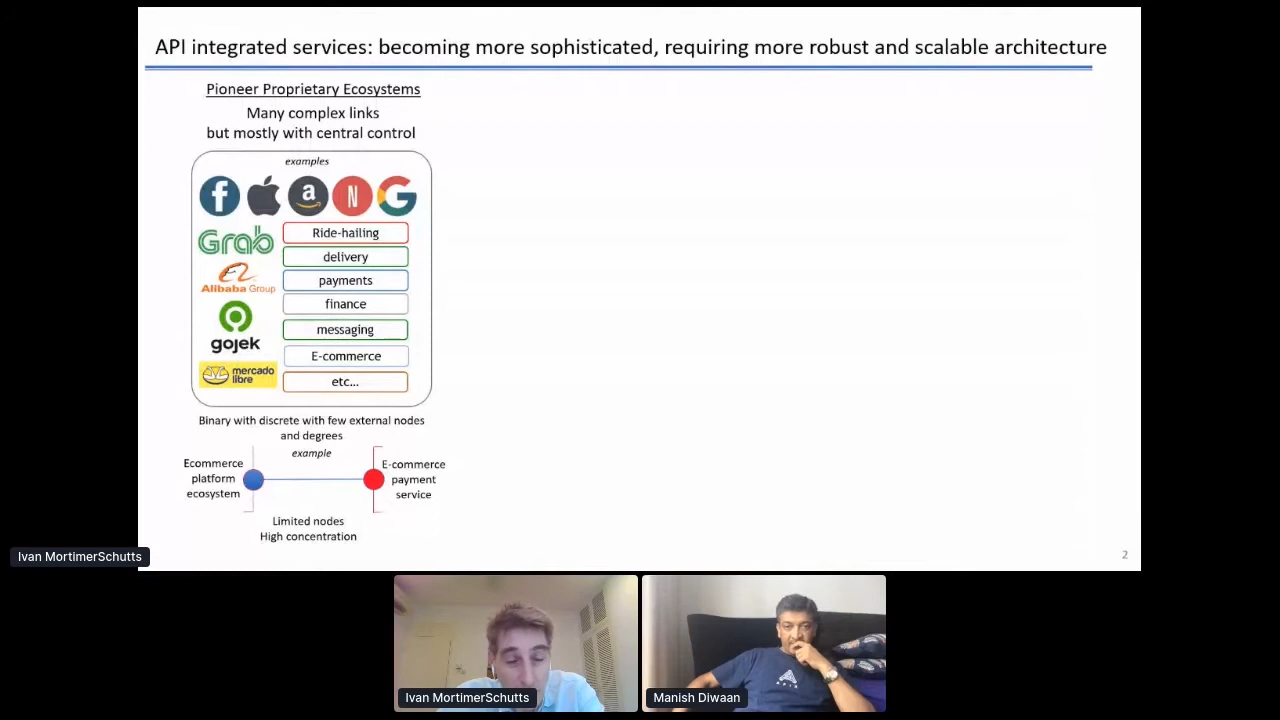 API integrated services: becoming more sophisticated, requiring more robust and scalable architecture
Pioneer Proprietary Ecosystems
Many complex links
but mostly with central control
examples
f
a
N
G
Grab
Ride-hailing
delivery
Alibaba Group
payments
finance
gojek
messaging
E-commerce
mercado
libre
etc...
Binary with discrete with few external nodes
and degrees
example
Ecommerce
platform
ecosystem
E-commerce
payment
service
Limited nodes
High concentration
2
Ivan MortimerSchutts
Ivan MortimerSchutts
Manish Diwaan